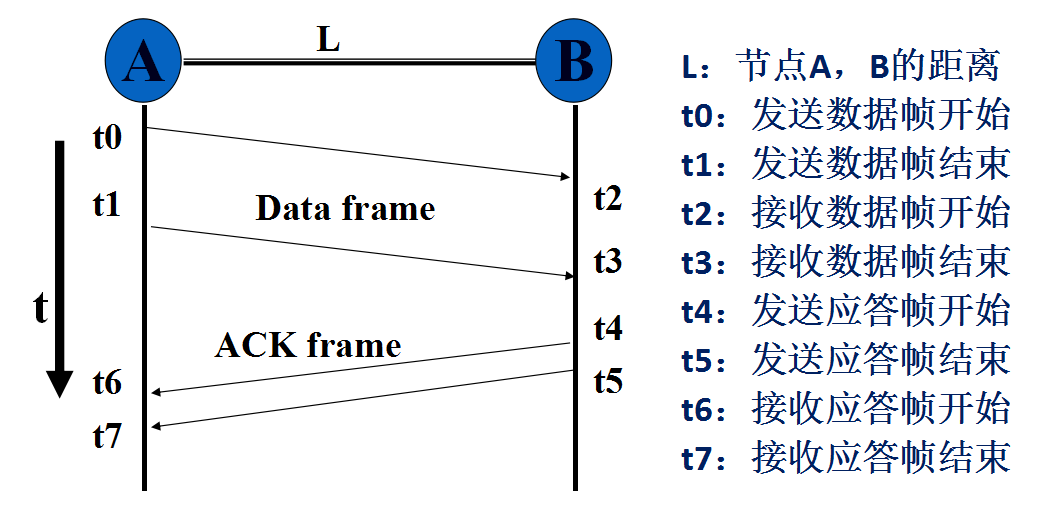 A
L
B
t0
t1
Data frame
t2
t3
t
ACK frame
t4
t5
t6
t7
L：节点A，B的距离
t0：发送数据帧开始
t1：发送数据帧结束
t2：接收数据帧开始
t3：接收数据帧结束
t4：发送应答帧开始
t5：发送应答帧结束
t6：接收应答帧开始
t7：接收应答帧结束